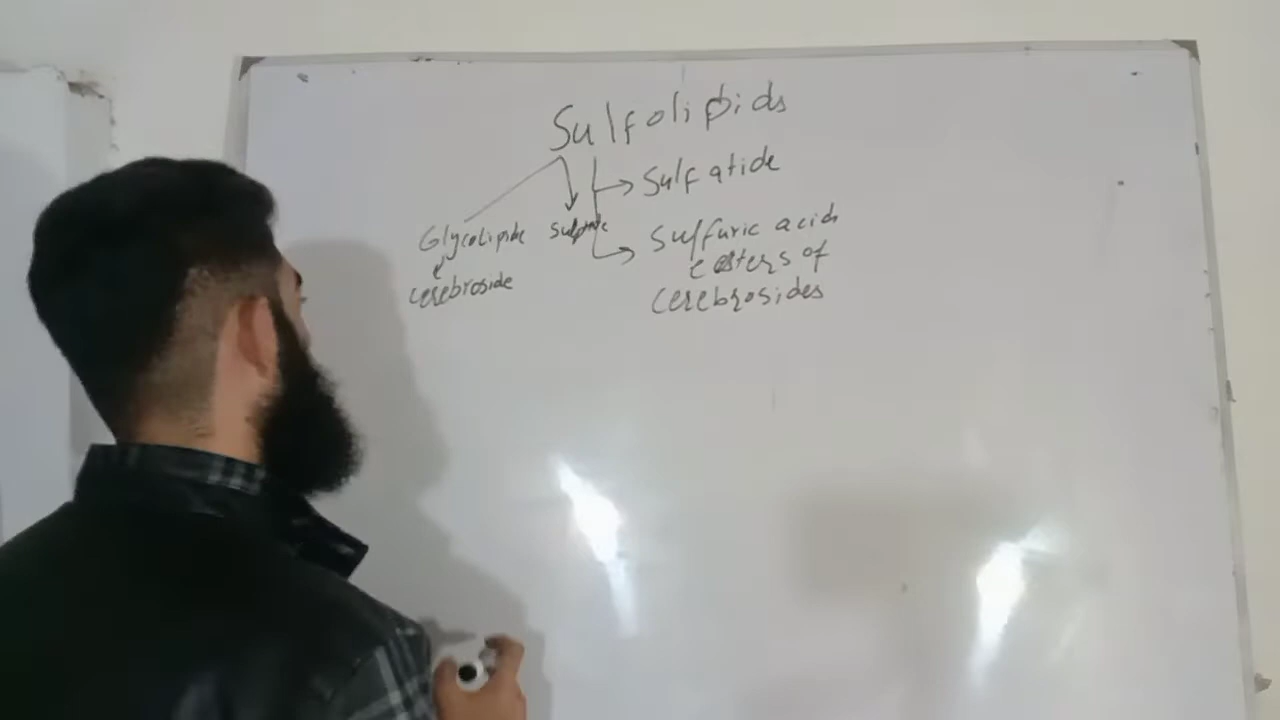 Sulfolipids
Sulfatide
Glycolipide
Cerebroside
Sulfuric acid
esters of
Cerebrosides